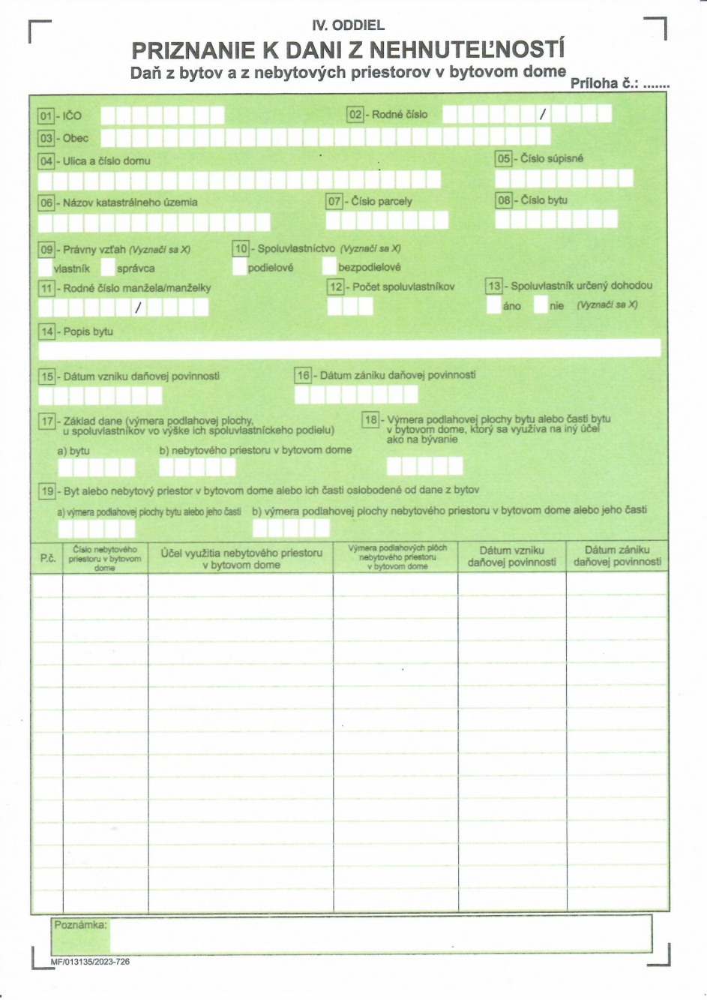 IV. ODDIEL
PRIZNANIE K DANI Z NEHNUTEĽNOSTÍ
Daň z bytov a z nebytových priestorov v bytovom dome
Príloha č.: .......
01 - IČO
02 - Rodné číslo
/
03 - Obec
04 - Ulica a číslo domu
05 - Číslo súpisné
06 - Názov katastrálneho územia
07 - Číslo parcely
08 - Číslo bytu
09 - Právny vzťah (Vyznačí sa X)
10 - Spoluvlastníctvo (Vyznačí sa X)
vlastník správca
podielové bezpodielové
11 - Rodné číslo manžela/manželky
12 - Počet spoluvlastníkov
13 - Spoluvlastník určený dohodou
/
áno nie (Vyznačí sa X)
14 - Popis bytu
15 - Dátum vzniku daňovej povinnosti
16 - Dátum zániku daňovej povinnosti
17 - Základ dane (výmera podlahovej plochy,
u spoluvlastníkov vo výške ich spoluvlastníckeho podielu)
18 - Výmera podlahovej plochy bytu alebo časti bytu
v bytovom dome, ktorý sa využíva na iný účel
ako na bývanie
a) bytu
b) nebytového priestoru v bytovom dome
19 - Byt alebo nebytový priestor v bytovom dome alebo ich časti oslobodené od dane z bytov
a) výmera podlahovej plochy bytu alebo jeho časti
b) výmera podlahovej plochy nebytového priestoru v bytovom dome alebo jeho časti
P.č.
Číslo nebytového
priestoru v bytovom
dome
Účel využitia nebytového priestoru
v bytovom dome
Výmera podlahových plôch
nebytového priestoru
v bytovom dome
Dátum vzniku
daňovej povinnosti
Dátum zániku
daňovej povinnosti
Poznámka:
MF/013135/2023-726